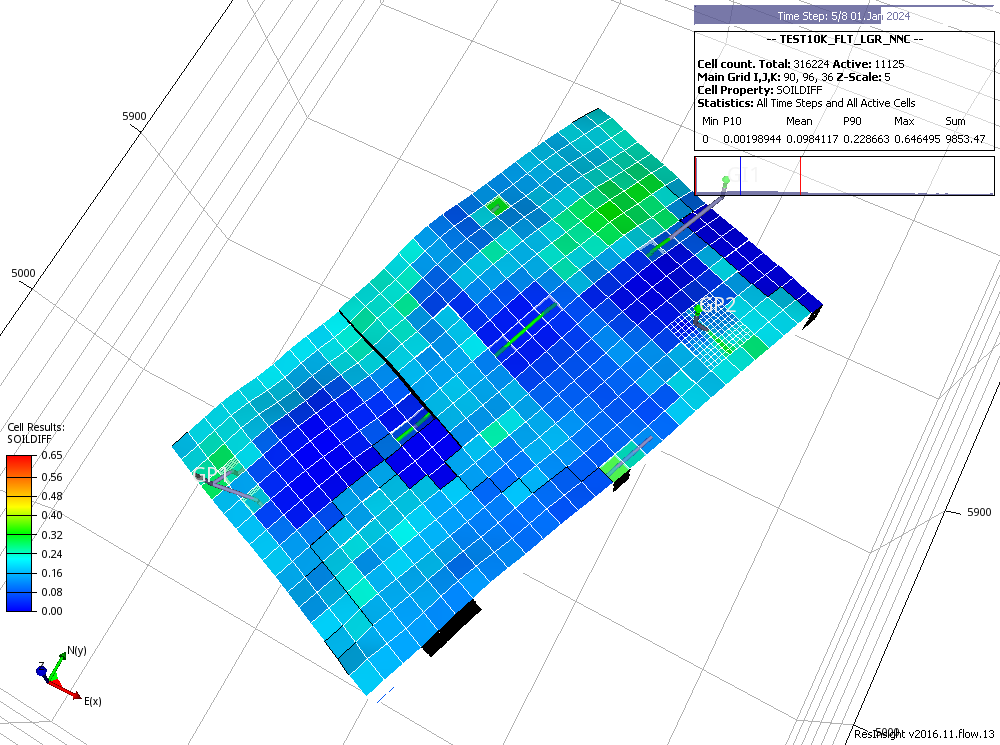 Time Step: 5/8 01.Jan 2024
-- TEST10K_FLT_LGR_NNC --
Cell count. Total: 316224 Active: 11125
Main Grid I,J,K: 90, 96, 36 Z-Scale: 5
Cell Property: SOILDIFF
Statistics: All Time Steps and All Active Cells
Min P10 Mean P90 Max Sum
0 0.00198944 0.0984117 0.228663 0.646495 9853.47
5900
5000
GP2
GP1
Cell Results:
SOILDIFF
0.65
0.56
0.48
0.40
0.32
0.24
0.16
0.08
0.00
5900
N(y)
Z
E(x)
ResInsight v2016.11.flow.13